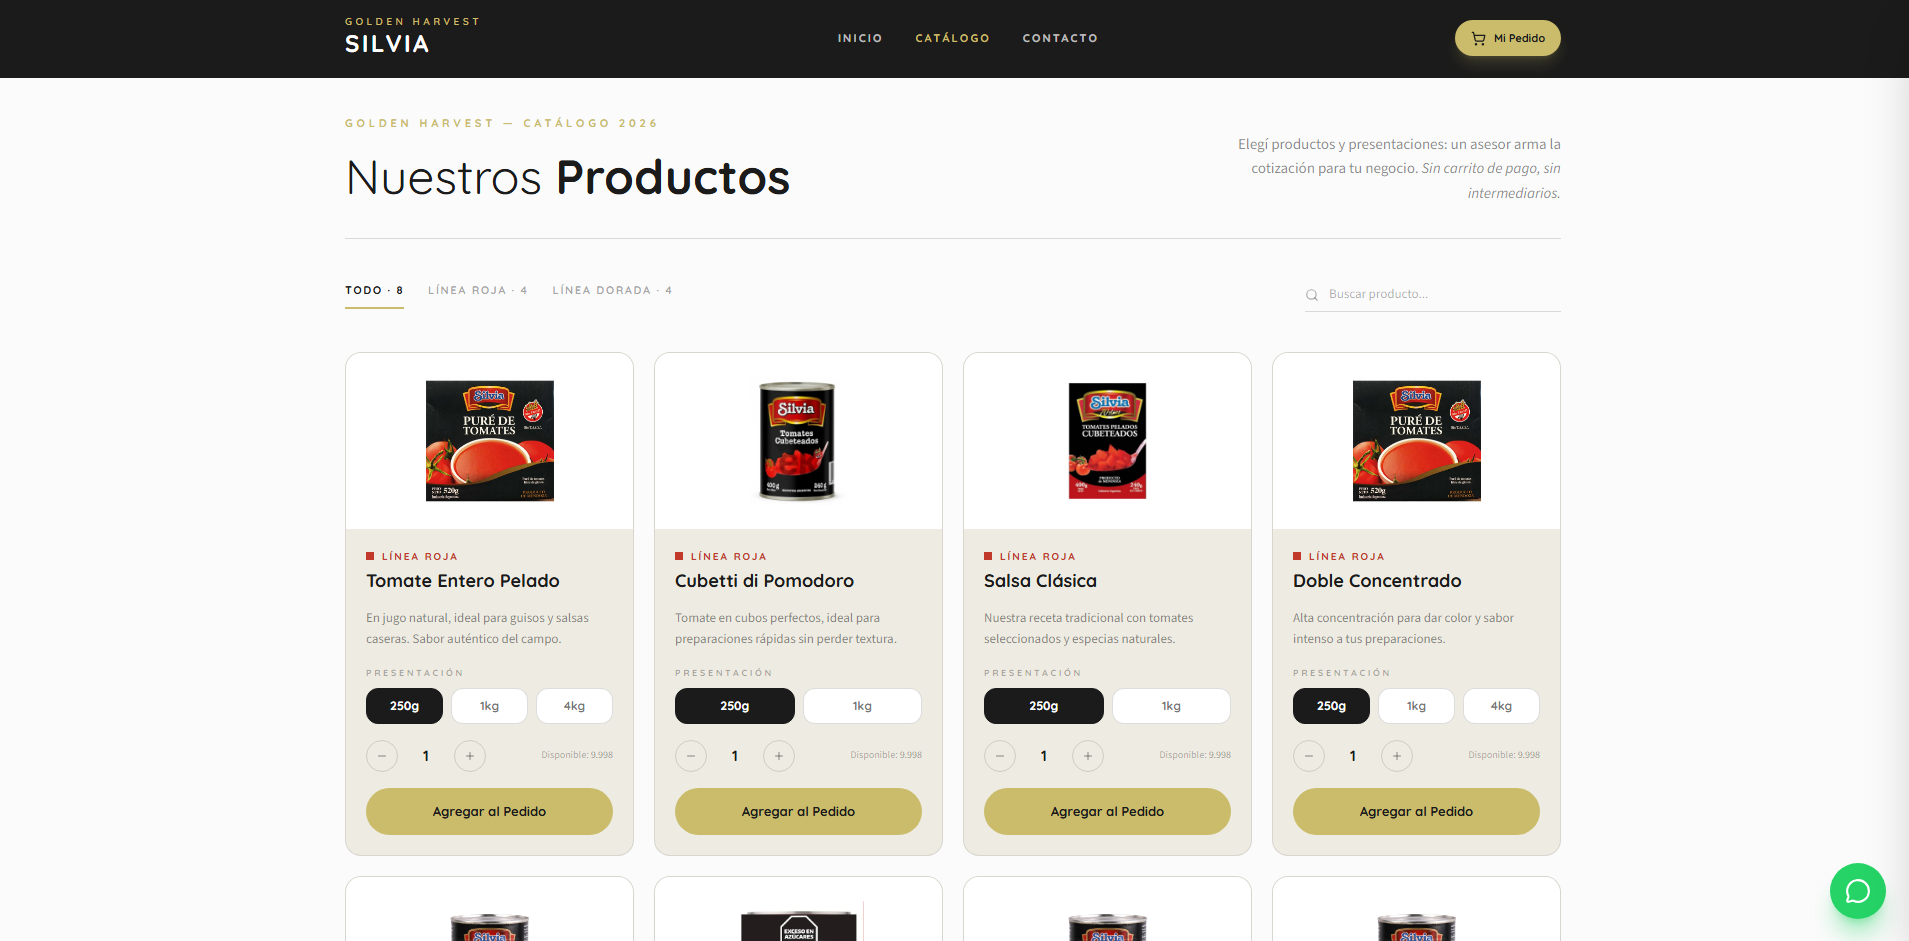 GOLDEN HARVEST
SILVIA
INICIO
CATÁLOGO
CONTACTO
Mi Pedido
GOLDEN HARVEST — CATÁLOGO 2026
Nuestros Productos
Elegí productos y presentaciones: un asesor arma la
cotización para tu negocio. Sin carrito de pago, sin
intermediarios.
TODO · 8
LÍNEA ROJA · 4
LÍNEA DORADA · 4
Buscar producto...
Silvia
PURÉ DE
TOMATES
520g
LÍNEA ROJA
Tomate Entero Pelado
En jugo natural, ideal para guisos y salsas
caseras. Sabor auténtico del campo.
PRESENTACIÓN
250g
1kg
4kg
1
Disponible: 9.998
Agregar al Pedido
Silvia
Tomates
Cubeteados
400g
240g
LÍNEA ROJA
Cubetti di Pomodoro
Tomate en cubos perfectos, ideal para
preparaciones rápidas sin perder textura.
PRESENTACIÓN
250g
1kg
1
Disponible: 9.998
Agregar al Pedido
Silvia
TOMATES PELADOS
CUBETEADOS
LÍNEA ROJA
Salsa Clásica
Nuestra receta tradicional con tomates
seleccionados y especias naturales.
PRESENTACIÓN
250g
1kg
1
Disponible: 9.998
Agregar al Pedido
Silvia
PURÉ DE
TOMATES
520g
LÍNEA ROJA
Doble Concentrado
Alta concentración para dar color y sabor
intenso a tus preparaciones.
PRESENTACIÓN
250g
1kg
4kg
1
Disponible: 9.998
Agregar al Pedido
Silvia
EXCESO EN
AZÚCARES
Silvia
Silvia